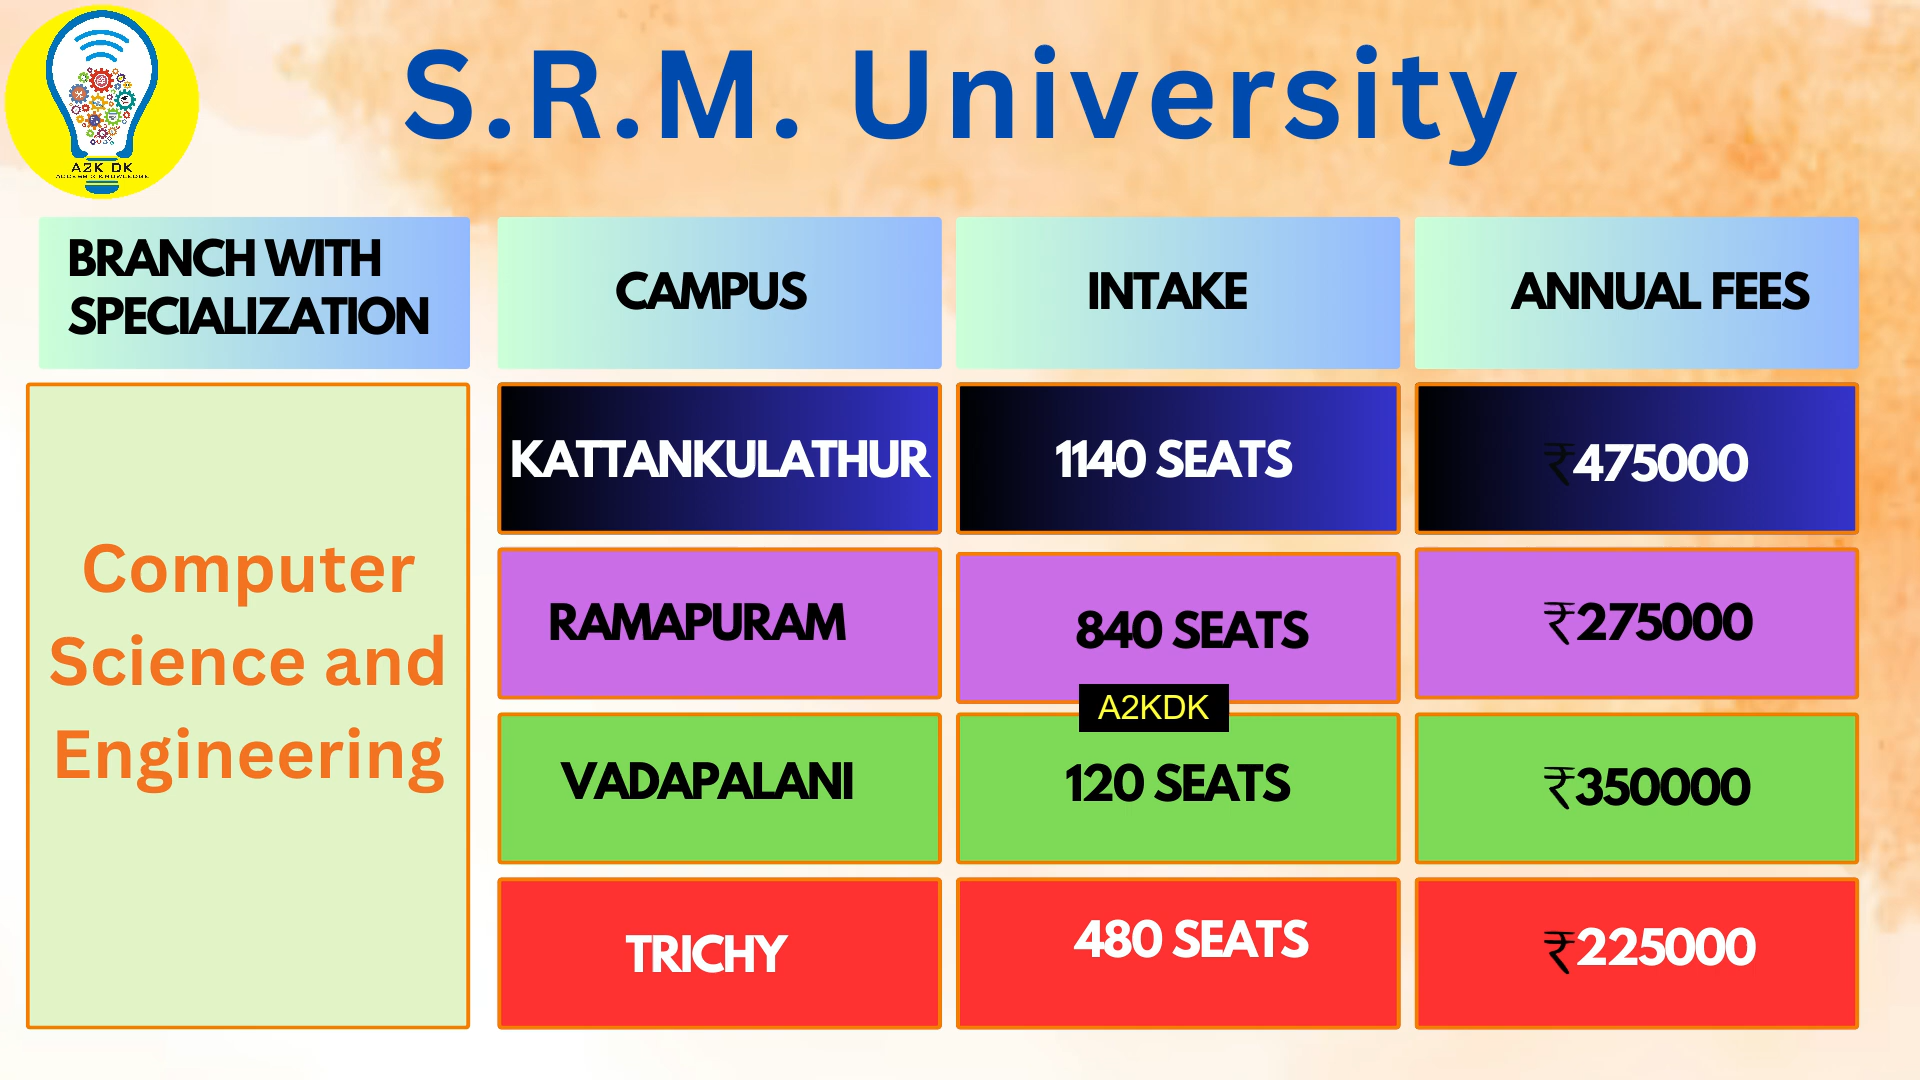 A2K DK
S.R.M. University
BRANCH WITH
SPECIALIZATION
CAMPUS
INTAKE
ANNUAL FEES
Computer
Science and
Engineering
KATTANKULATHUR
1140 SEATS
₹475000
RAMAPURAM
840 SEATS
₹275000
A2KDK
VADAPALANI
120 SEATS
₹350000
TRICHY
480 SEATS
₹225000